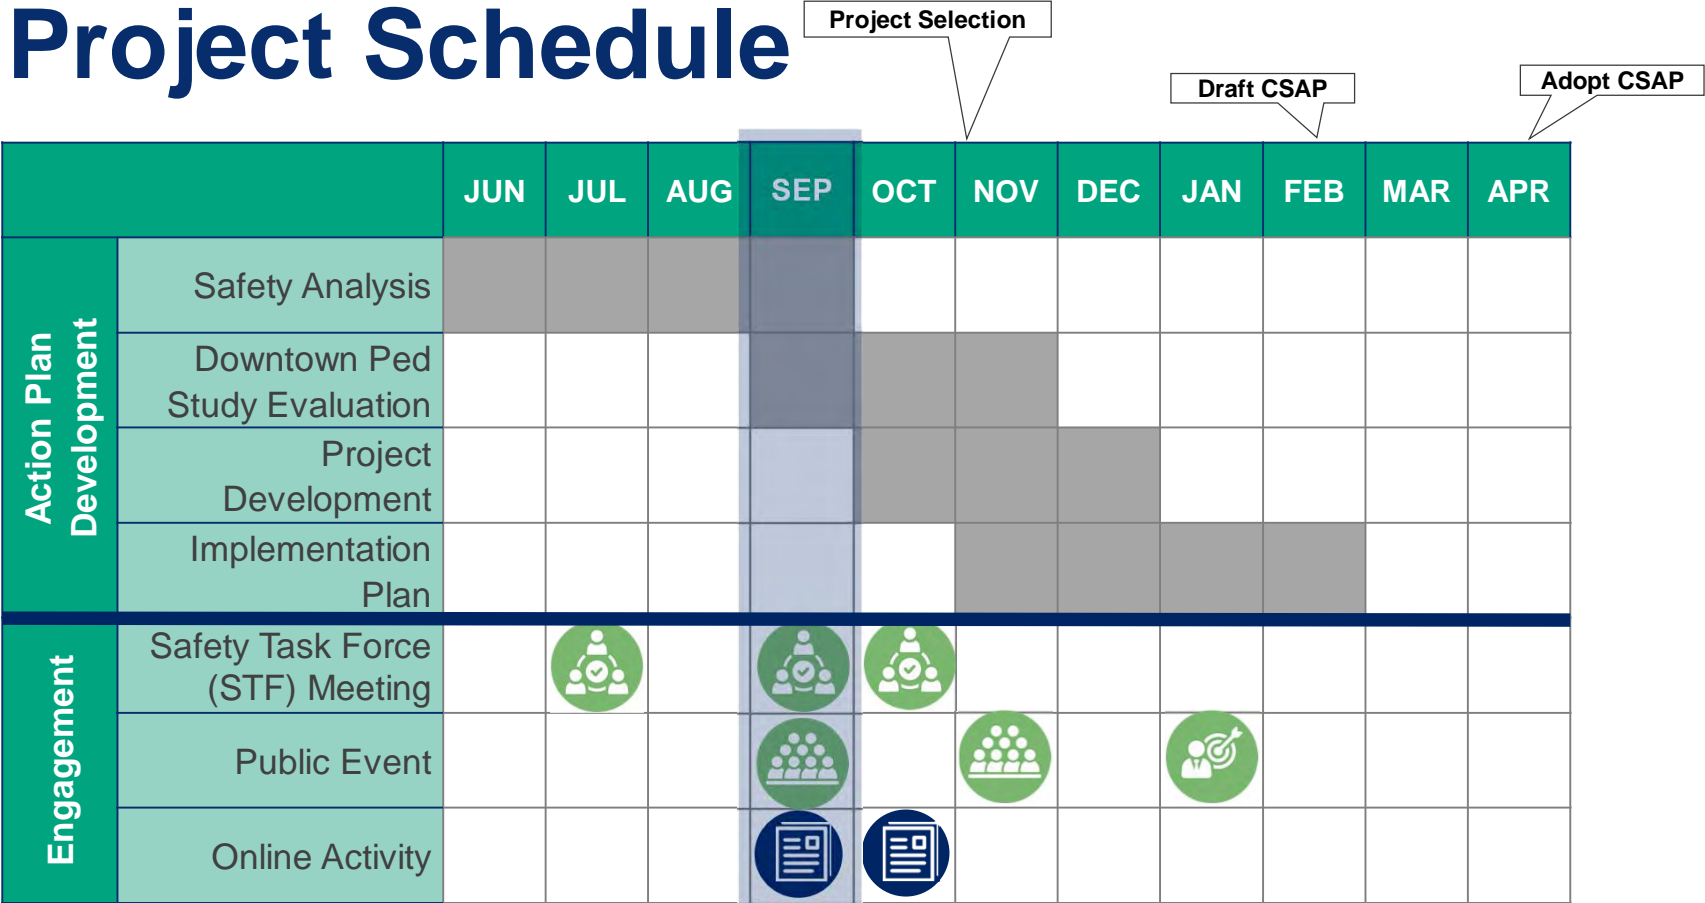 Project Schedule
Project Selection
Draft CSAP
Adopt CSAP
JUN JUL AUG SEP OCT NOV DEC JAN FEB MAR APR
Action Plan
Development
Safety Analysis
Downtown Ped
Study Evaluation
Project
Development
Implementation
Plan
Engagement
Safety Task Force
(STF) Meeting
Public Event
Online Activity